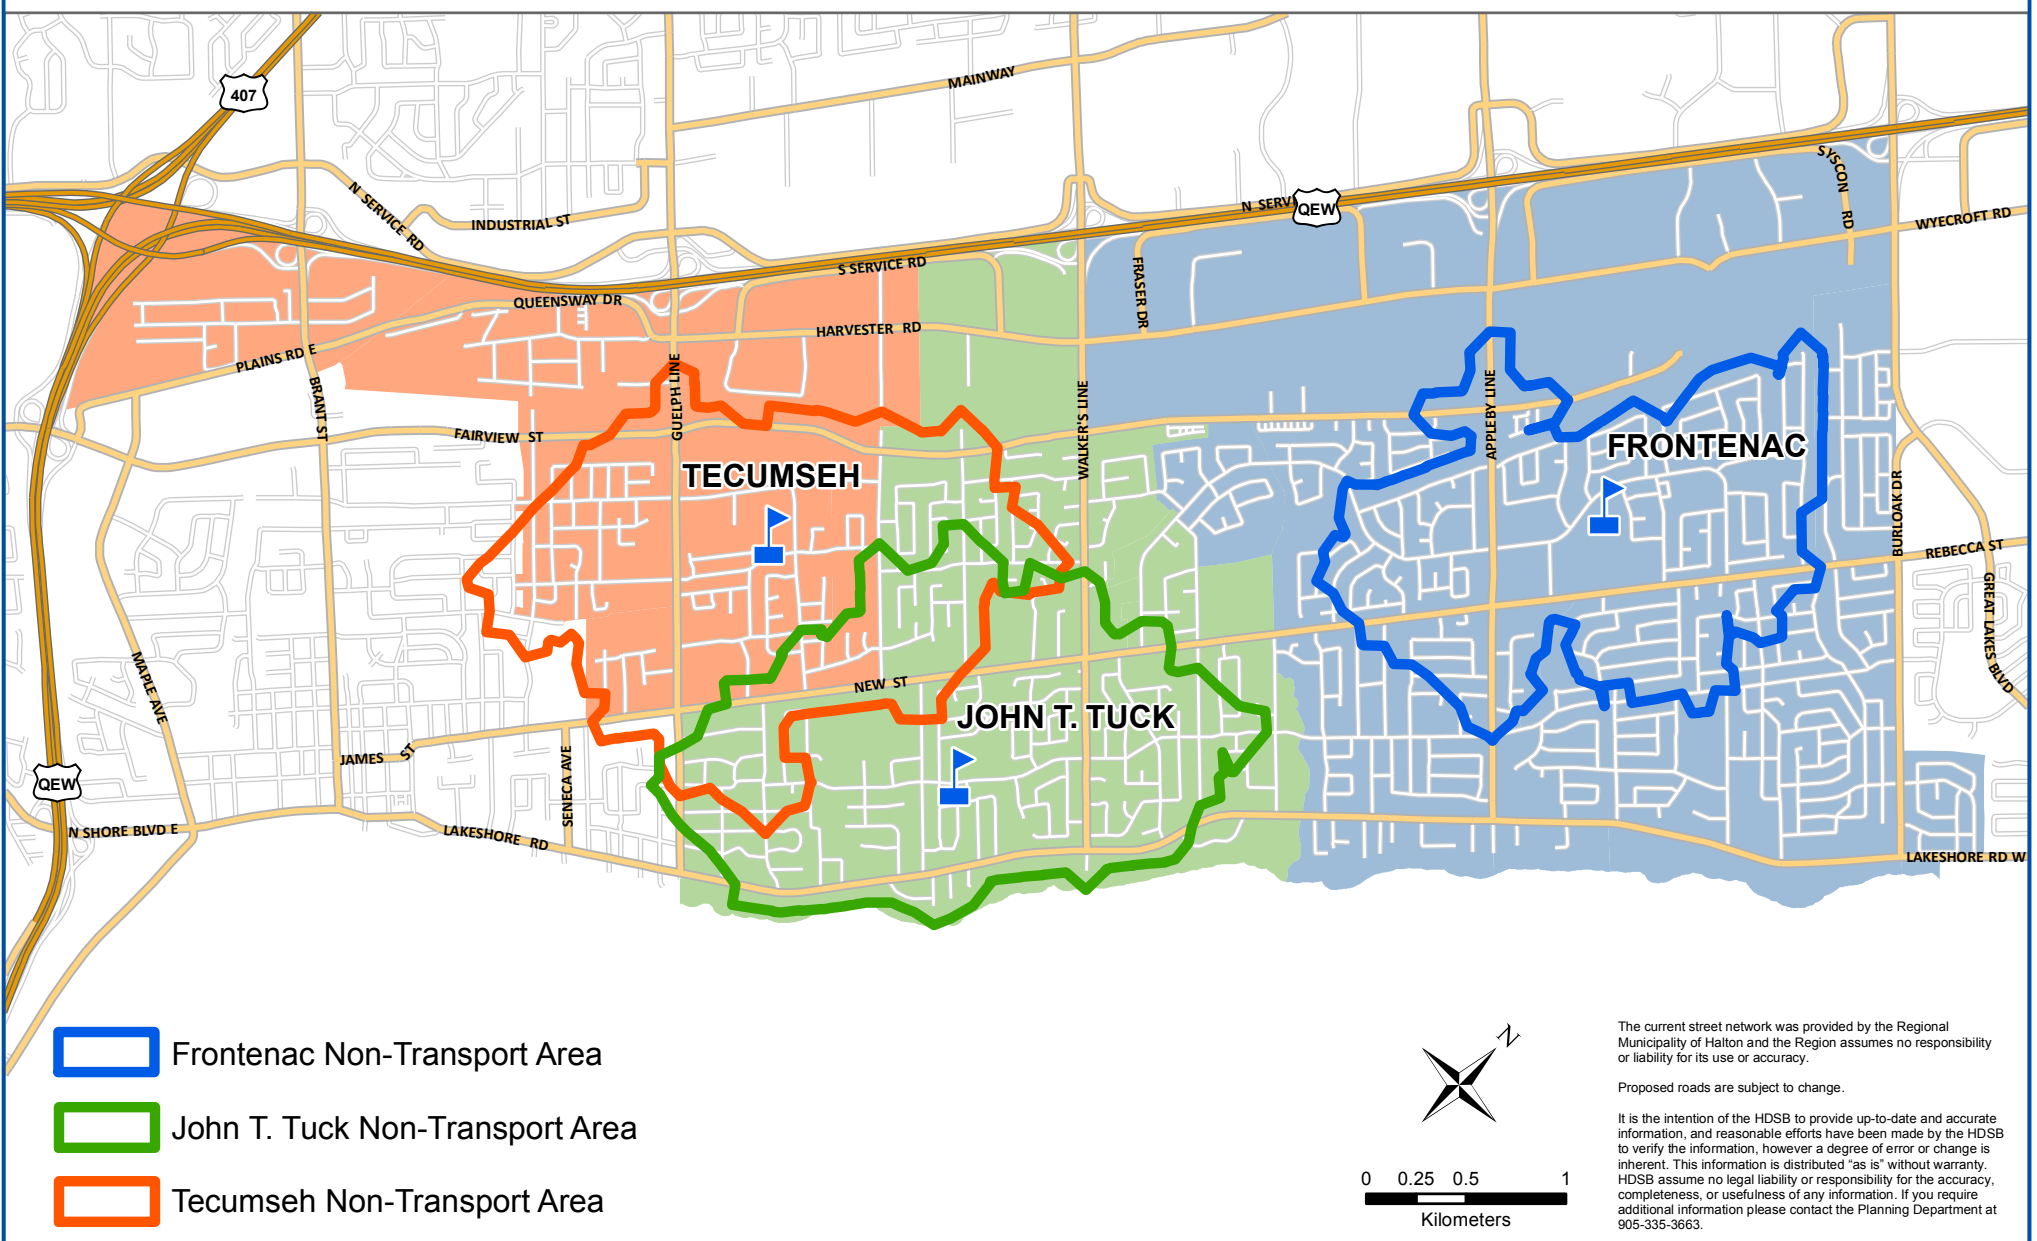 407
MAINWAY
N SERVICE RD
INDUSTRIAL ST
N SERV
QEW
SYSCON RD
WYECROFT RD
S SERVICE RD
FRASER DR
QUEENSWAY DR
HARVESTER RD
PLAINS RD E
BRANT ST
GUELPH LINE
WALKER'S LINE
APPLEBY LINE
FAIRVIEW ST
TECUMSEH
FRONTENAC
BURLOAK DR
REBECCA ST
GREAT LAKES BLVD
MAPLE AVE
NEW ST
JOHN T. TUCK
JAMES ST
SENECA AVE
QEW
N SHORE BLVD E
LAKESHORE RD
LAKESHORE RD W
Frontenac Non-Transport Area
John T. Tuck Non-Transport Area
Tecumseh Non-Transport Area
N
0 0.25 0.5 1
Kilometers
The current street network was provided by the Regional
Municipality of Halton and the Region assumes no responsibility
or liability for its use or accuracy.
Proposed roads are subject to change.
It is the intention of the HDSB to provide up-to-date and accurate
information, and reasonable efforts have been made by the HDSB
to verify the information, however a degree of error or change is
inherent. This information is distributed “as is” without warranty.
HDSB assume no legal liability or responsibility for the accuracy,
completeness, or usefulness of any information. If you require
additional information please contact the Planning Department at
905-335-3663.